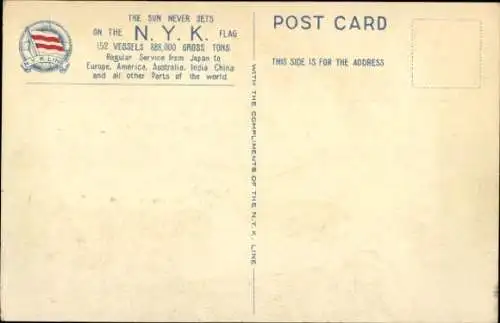 THE SUN NEVER SETS
ON THE N. Y. K. FLAG
152 VESSELS 888,000 GROSS TONS
Regular Service from Japan to
Europe, America, Australia, India China
and all other Parts of the world
N.Y.K. LINE
WITH THE COMPLIMENTS OF THE N.Y.K. LINE
POST CARD
THIS SIDE IS FOR THE ADDRESS